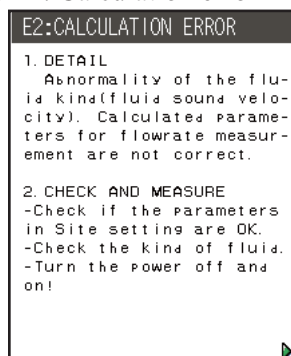 E2:CALCULATION ERROR
1. DETAIL
Abnormality of the flu-
id kind(fluid sound velo-
city). Calculated parame-
ters for flowrate measur-
ement are not correct.
2. CHECK AND MEASURE
-Check if the parameters
in Site setting are OK.
-Check the kind of fluid.
-Turn the power off and
on!